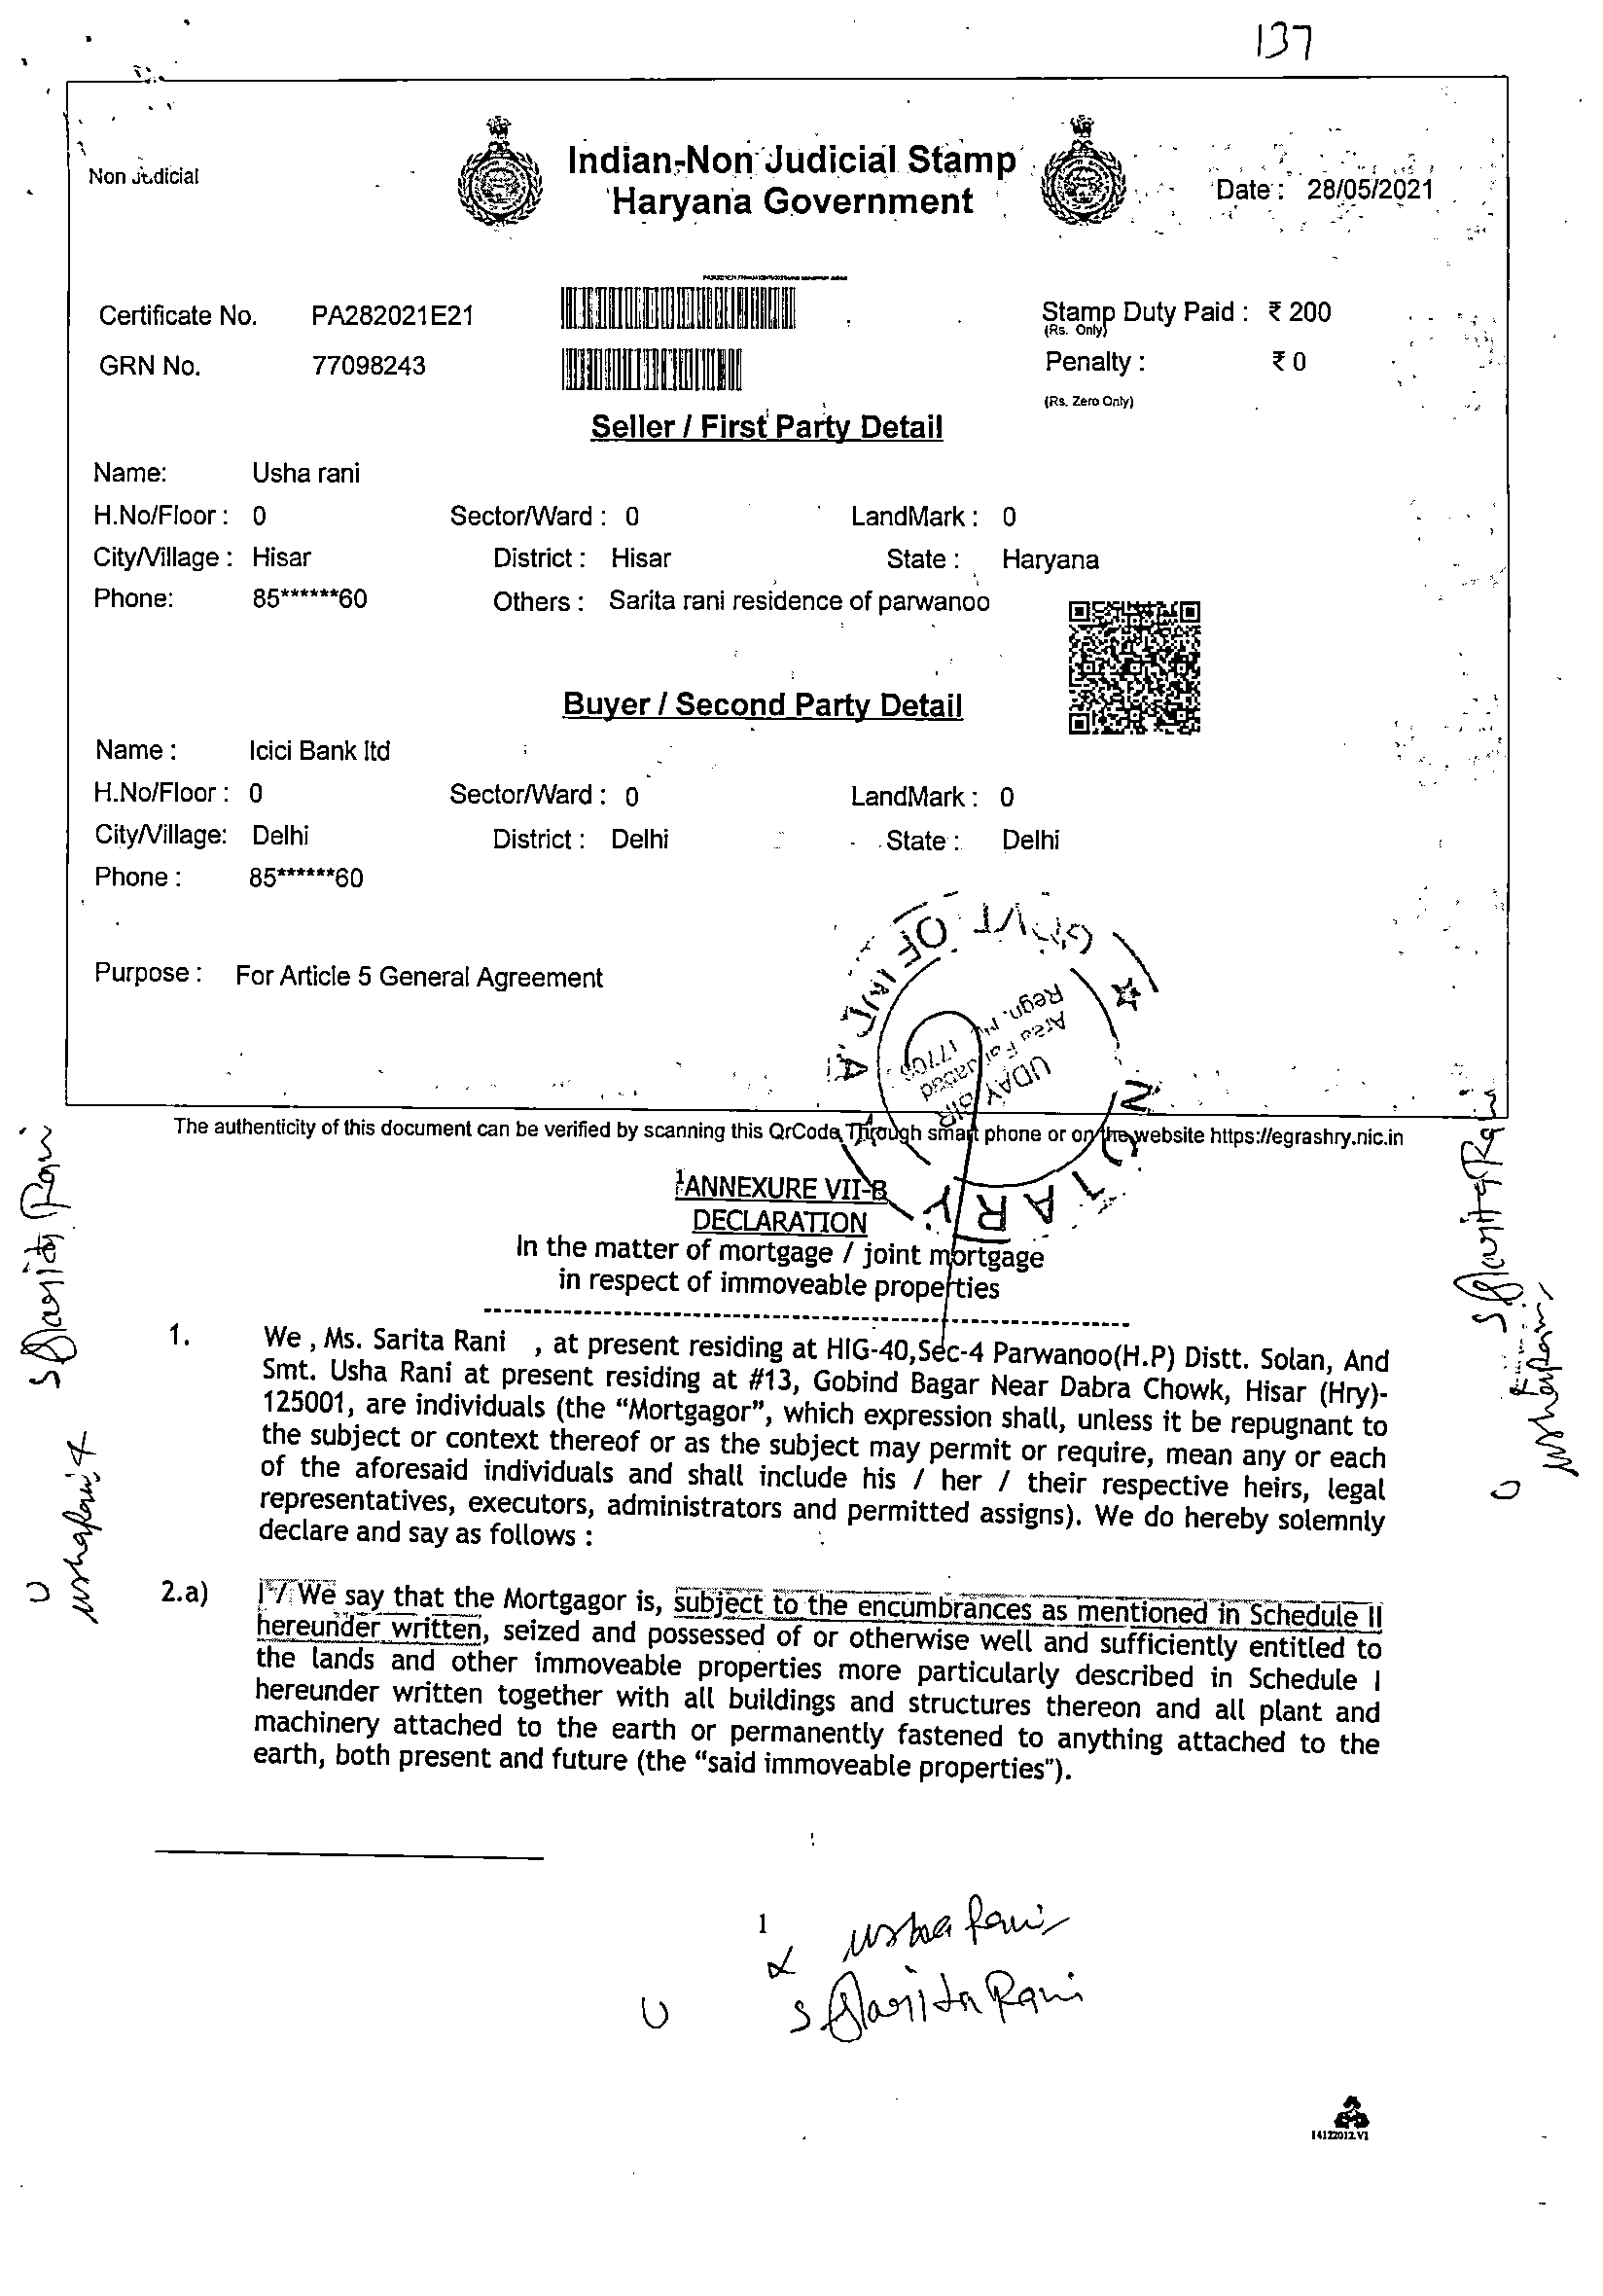 137
Non Judicial
Indian-Non Judicial Stamp
Haryana Government
Date : 28/05/2021
Certificate No. PA282021E21
Stamp Duty Paid : ₹ 200
(Rs. Only)
GRN No. 77098243
Penalty : ₹ 0
(Rs. Zero Only)
Seller / First Party Detail
Name: Usha rani
H.No/Floor : 0 Sector/Ward : 0 LandMark : 0
City/Village : Hisar District : Hisar State : Haryana
Phone: 85******60 Others : Sarita rani residence of parwanoo
Buyer / Second Party Detail
Name : Icici Bank ltd
H.No/Floor : 0 Sector/Ward : 0 LandMark : 0
City/Village: Delhi District : Delhi State : Delhi
Phone : 85******60
Purpose : For Article 5 General Agreement
NOTARY ★ GOVT OF INDIA
UDAY
Regn.
The authenticity of this document can be verified by scanning this QrCode Through smart phone or on the website https://egrashry.nic.in
1ANNEXURE VII-B
DECLARATION
In the matter of mortgage / joint mortgage
in respect of immoveable properties
1. We , Ms. Sarita Rani , at present residing at HIG-40,Sec-4 Parwanoo(H.P) Distt. Solan, And
Smt. Usha Rani at present residing at #13, Gobind Bagar Near Dabra Chowk, Hisar (Hry)-
125001, are individuals (the “Mortgagor”, which expression shall, unless it be repugnant to
the subject or context thereof or as the subject may permit or require, mean any or each
of the aforesaid individuals and shall include his / her / their respective heirs, legal
representatives, executors, administrators and permitted assigns). We do hereby solemnly
declare and say as follows :
2.a) I / We say that the Mortgagor is, subject to the encumbrances as mentioned in Schedule II
hereunder written, seized and possessed of or otherwise well and sufficiently entitled to
the lands and other immoveable properties more particularly described in Schedule I
hereunder written together with all buildings and structures thereon and all plant and
machinery attached to the earth or permanently fastened to anything attached to the
earth, both present and future (the “said immoveable properties”).
Sarita Rani
usha Rani
Sarita Rani
usha Rani
1
usha Rani
Sarita Rani
14122012.V1